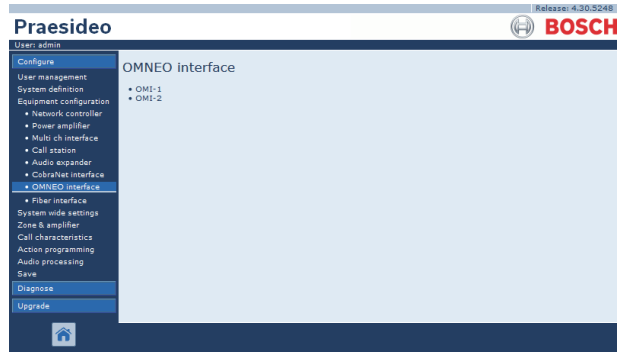 Release: 4.30.5248
Praesideo
BOSCH
User: admin
Configure
User management
System definition
Equipment configuration
• Network controller
• Power amplifier
• Multi ch interface
• Call station
• Audio expander
• CobraNet interface
• OMNEO interface
• Fiber interface
System wide settings
Zone & amplifier
Call characteristics
Action programming
Audio processing
Save
Diagnose
Upgrade
OMNEO interface
• OMI-1
• OMI-2